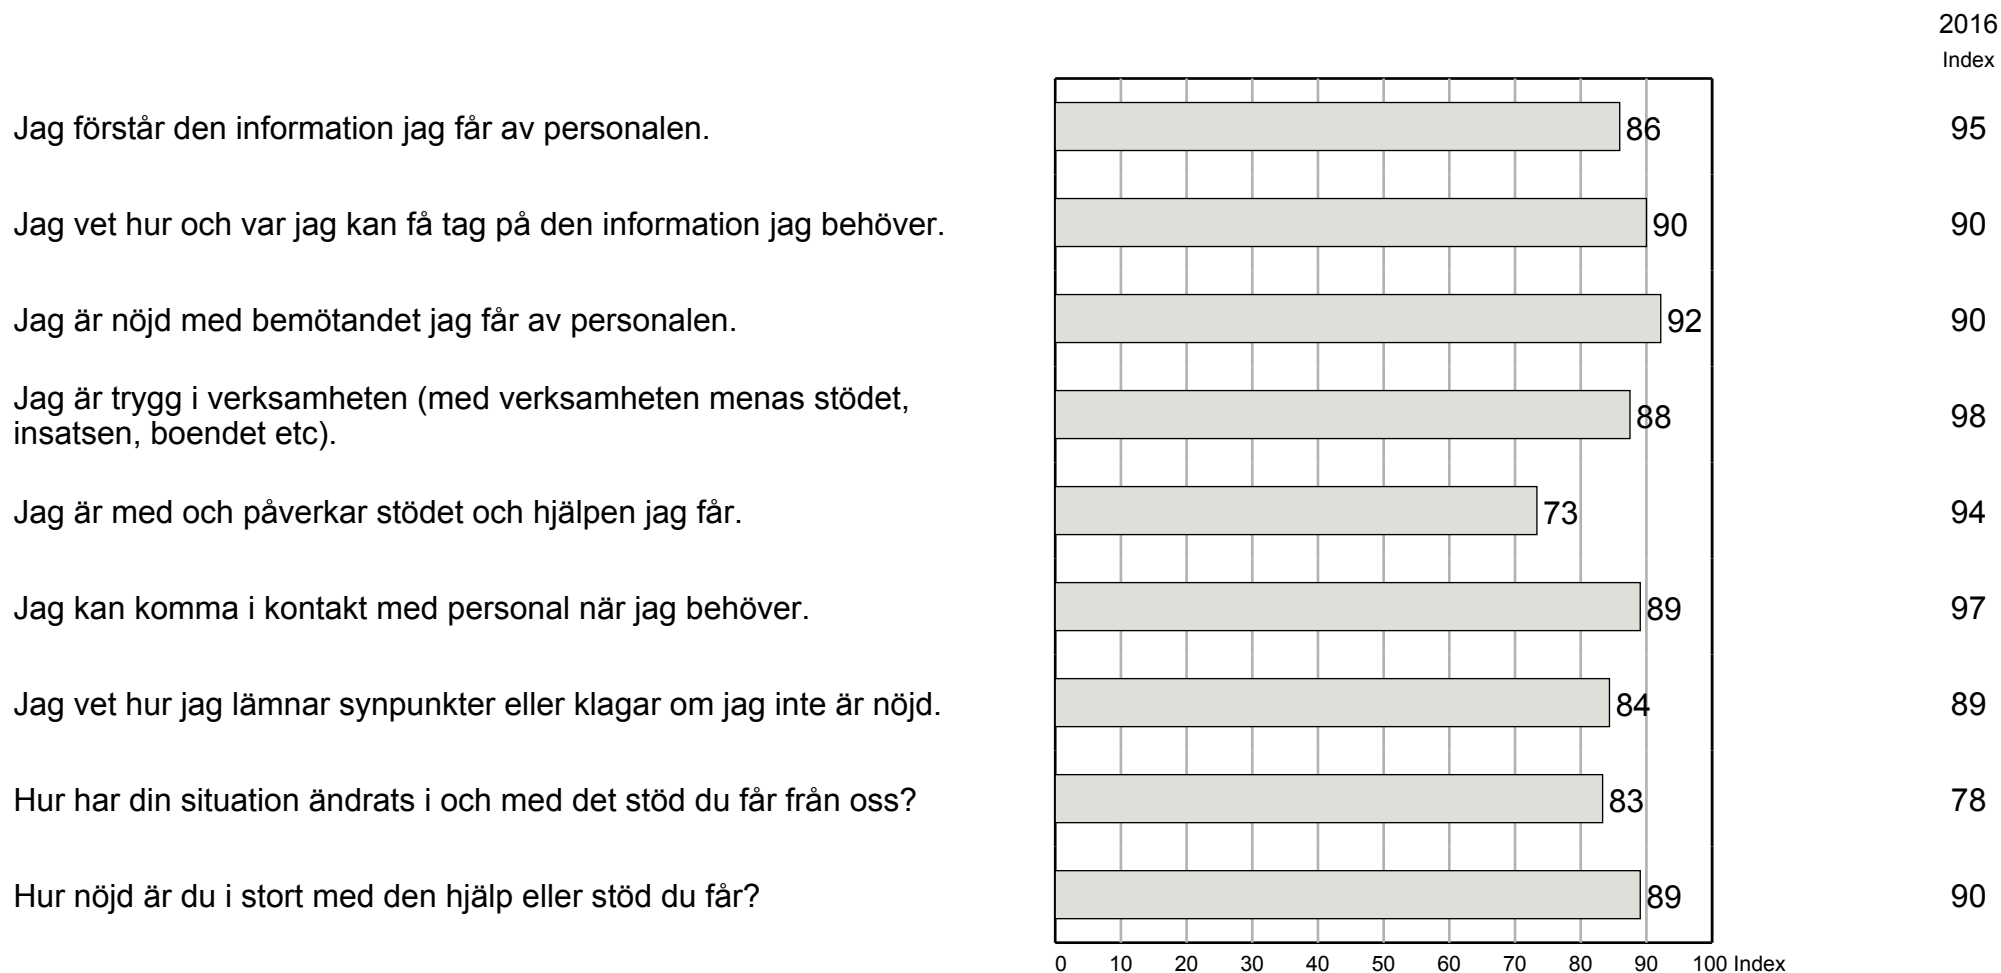 2016
Index
Jag förstår den information jag får av personalen. 86 95
Jag vet hur och var jag kan få tag på den information jag behöver. 90 90
Jag är nöjd med bemötandet jag får av personalen. 92 90
Jag är trygg i verksamheten (med verksamheten menas stödet,
insatsen, boendet etc). 88 98
Jag är med och påverkar stödet och hjälpen jag får. 73 94
Jag kan komma i kontakt med personal när jag behöver. 89 97
Jag vet hur jag lämnar synpunkter eller klagar om jag inte är nöjd. 84 89
Hur har din situation ändrats i och med det stöd du får från oss? 83 78
Hur nöjd är du i stort med den hjälp eller stöd du får? 89 90
0 10 20 30 40 50 60 70 80 90 100 Index